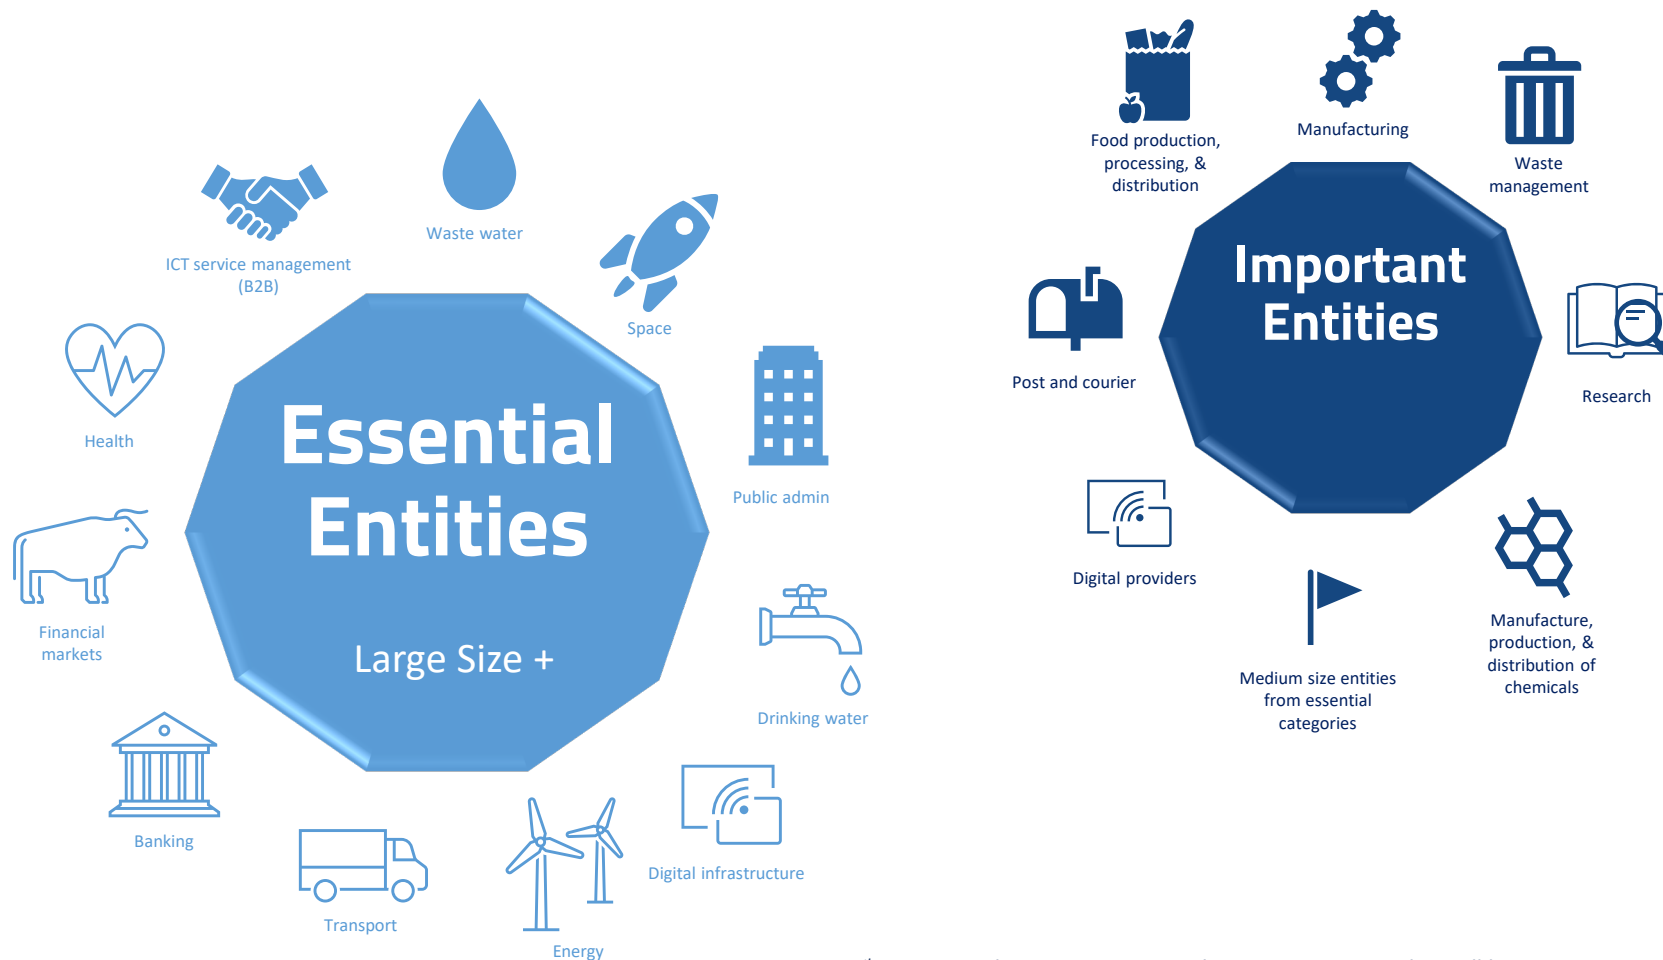 Essential
Entities
Large Size +
Waste water
Space
Public admin
Drinking water
Digital infrastructure
Energy
Transport
Banking
Financial
markets
Health
ICT service management
(B2B)
Important
Entities
Manufacturing
Waste
management
Research
Manufacture,
production, &
distribution of
chemicals
Medium size entities
from essential
categories
Digital providers
Post and courier
Food production,
processing, &
distribution